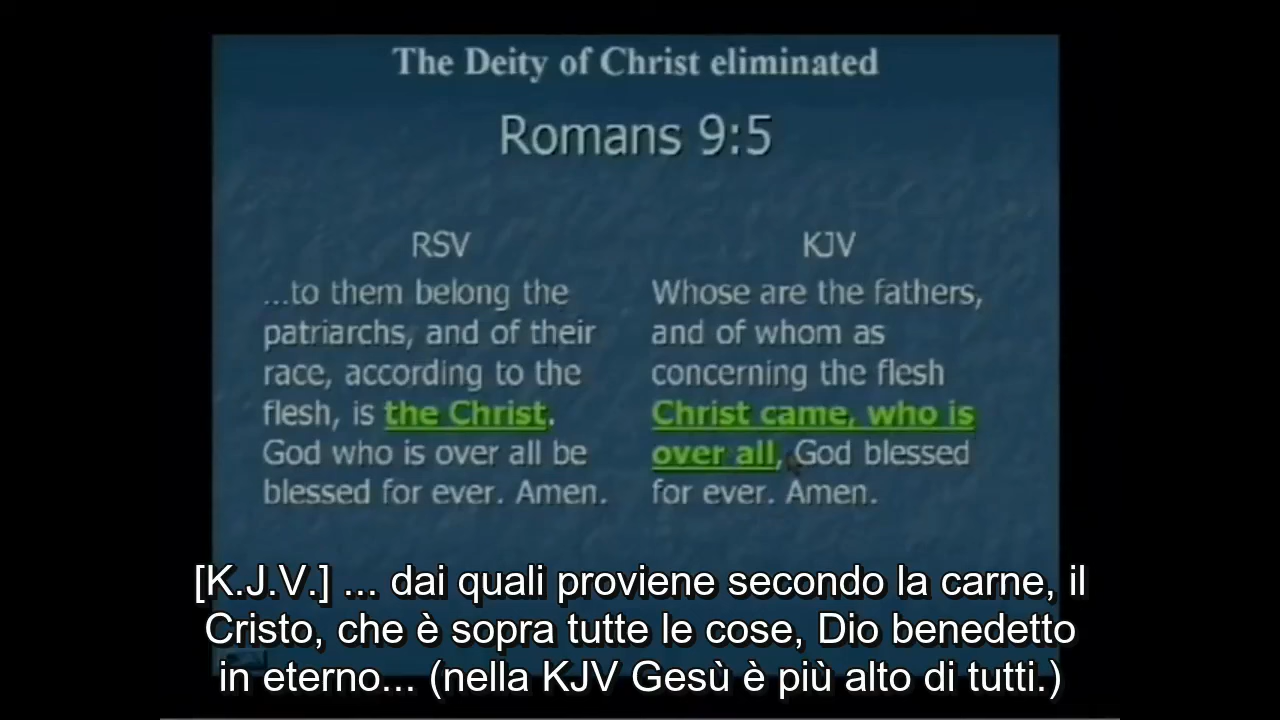 The Deity of Christ eliminated
Romans 9:5
RSV
...to them belong the
patriarchs, and of their
race, according to the
flesh, is the Christ.
God who is over all be
blessed for ever. Amen.
KJV
Whose are the fathers,
and of whom as
concerning the flesh
Christ came, who is
over all, God blessed
for ever. Amen.
[K.J.V.] ... dai quali proviene secondo la carne, il
Cristo, che è sopra tutte le cose, Dio benedetto
in eterno... (nella KJV Gesù è più alto di tutti.)